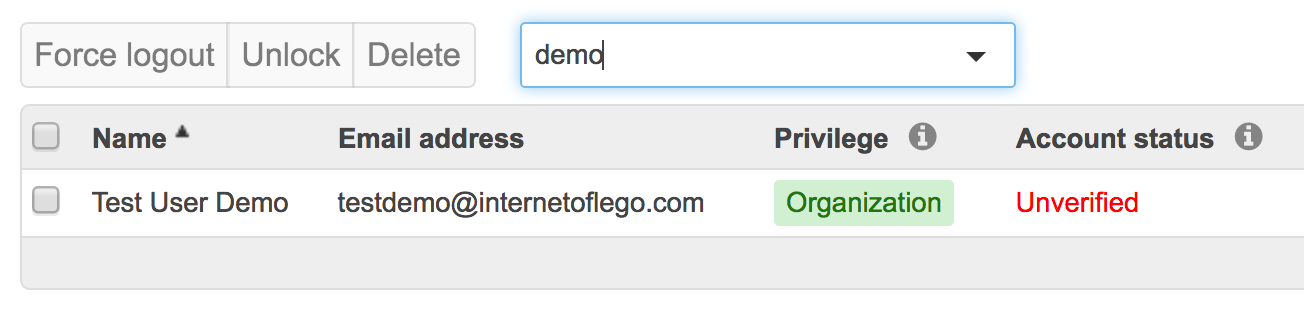 Force logout Unlock Delete demo
Name Email address Privilege Account status
Test User Demo testdemo@internetoflego.com Organization Unverified